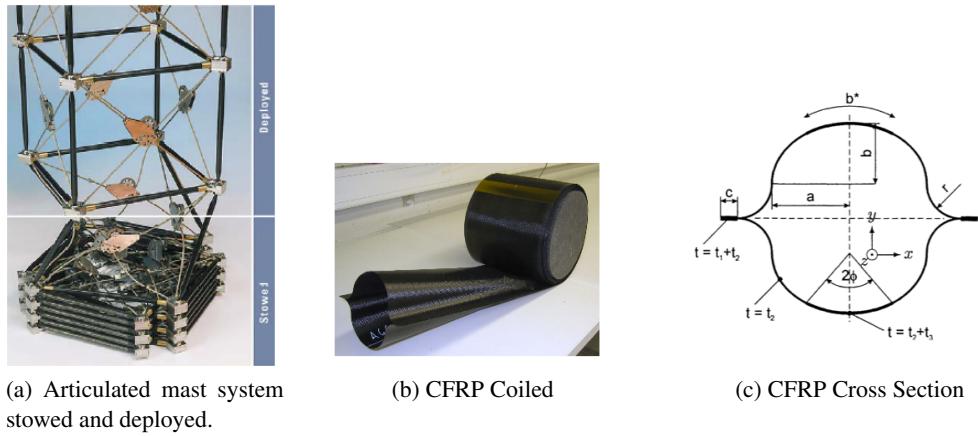 Deployed
Stowed
(a) Articulated mast system
stowed and deployed.
(b) CFRP Coiled
b*
b
c
a
r
y
x
z
2ϕ
t = t₁+t₂
t = t₂
t = t₂+t₃
(c) CFRP Cross Section